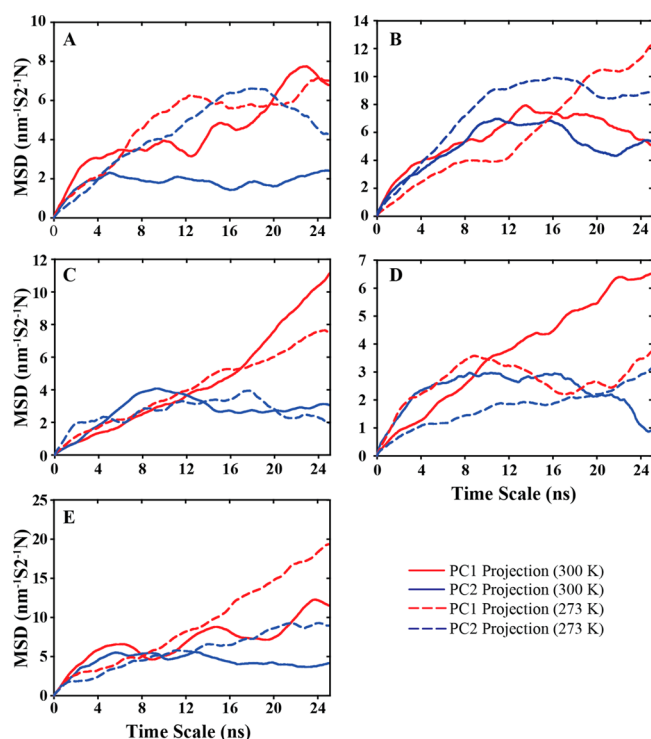 A
MSD (nm-1S2-1N)
10
8
6
4
2
0
0 4 8 12 16 20 24
B
14
12
10
8
6
4
2
0
0 4 8 12 16 20 24
C
MSD (nm-1S2-1N)
12
10
8
6
4
2
0
0 4 8 12 16 20 24
D
7
6
5
4
3
2
1
0
0 4 8 12 16 20 24
Time Scale (ns)
E
MSD (nm-1S2-1N)
25
20
15
10
5
0
0 4 8 12 16 20 24
Time Scale (ns)
PC1 Projection (300 K)
PC2 Projection (300 K)
PC1 Projection (273 K)
PC2 Projection (273 K)